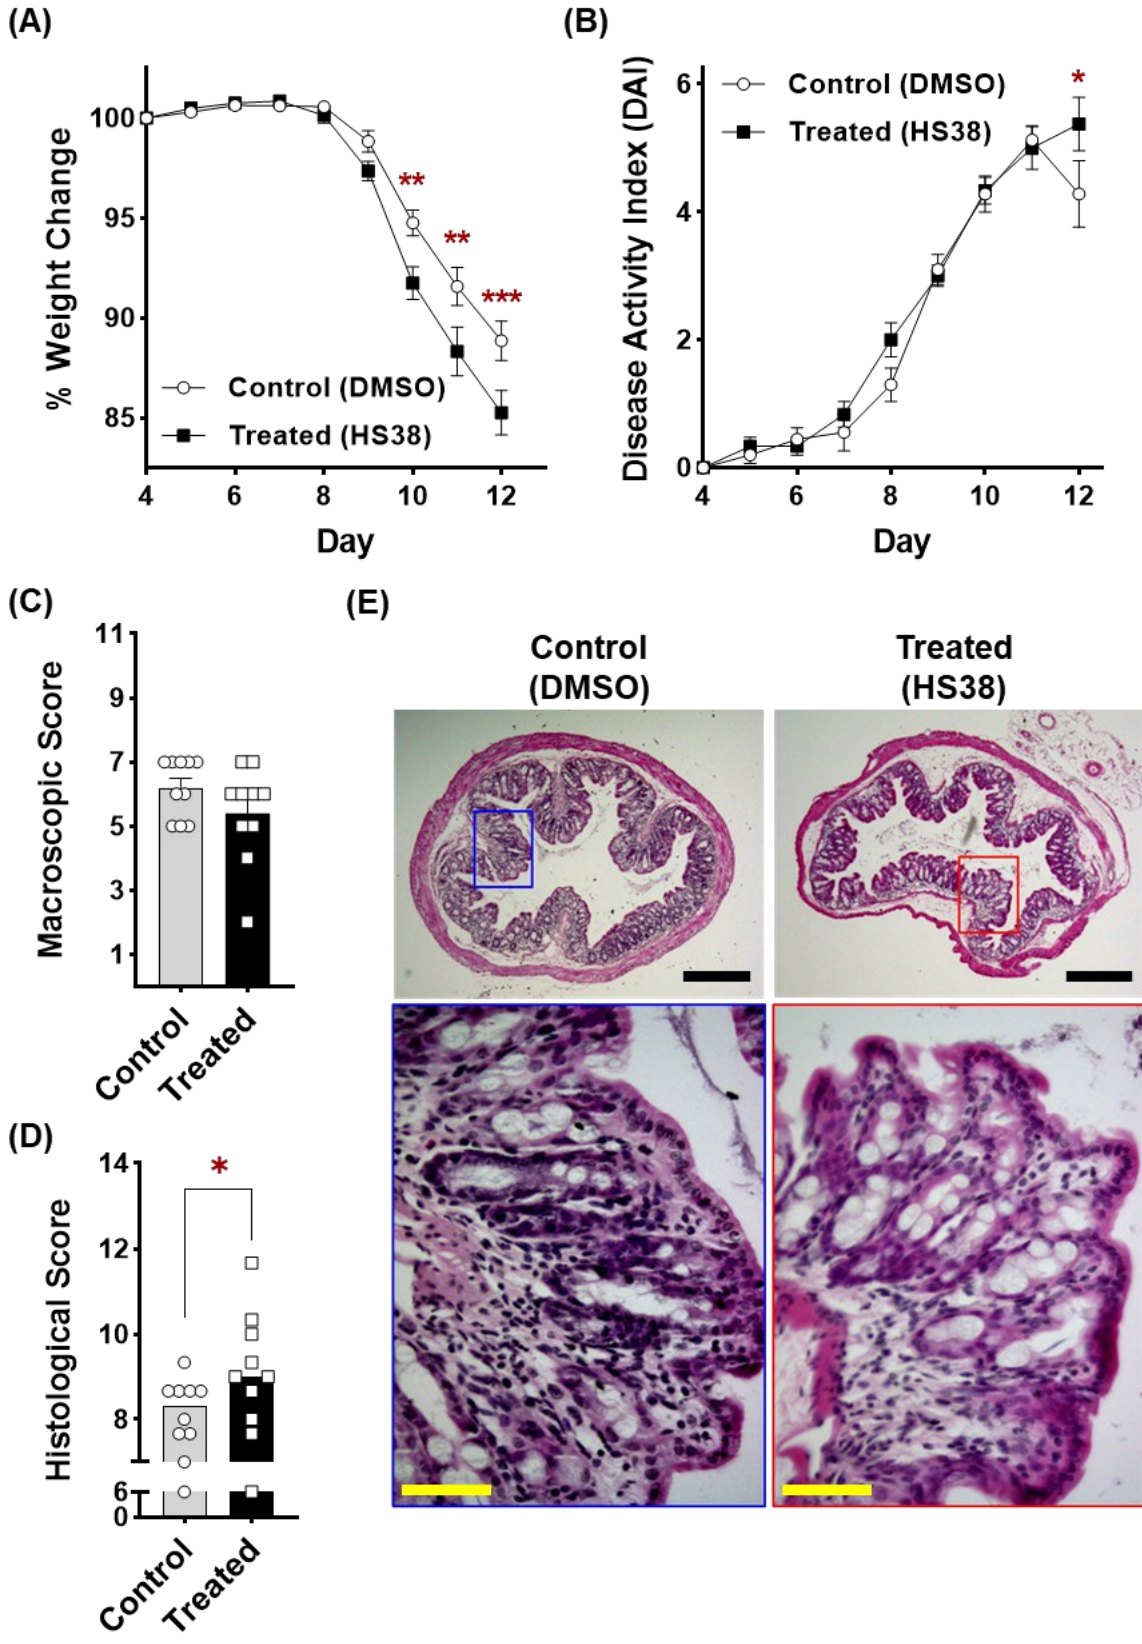 (A)
% Weight Change
100
95
90
85
**
**
***
Control (DMSO)
Treated (HS38)
4 6 8 10 12
Day
(B)
Disease Activity Index (DAI)
6
4
2
0
Control (DMSO)
Treated (HS38)
*
4 6 8 10 12
Day
(C)
Macroscopic Score
11
9
7
5
3
1
Control
Treated
(D)
Histological Score
14
12
10
8
6
0
*
Control
Treated
(E)
Control
(DMSO)
Treated
(HS38)